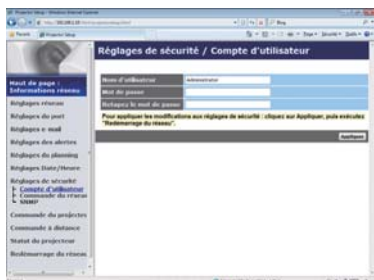 Réglages de sécurité / Compte d'utilisateur
Haut de page :
Informations réseau
Réglages réseau
Réglages du port
Réglages e-mail
Réglages des alertes
Réglages du planning
Réglages Date/Heure
Réglages de sécurité
Compte d'utilisateur
Commande du réseau
SNMP
Commande du projecteur
Commande à distance
Statut du projecteur
Redémarrage du réseau
Nom d'utilisateur
Administrator
Mot de passe
Retapez le mot de passe
Pour appliquer les modifications aux réglages de sécurité : cliquez sur Appliquer, puis exécutez
"Redémarrage du réseau".
Appliquer